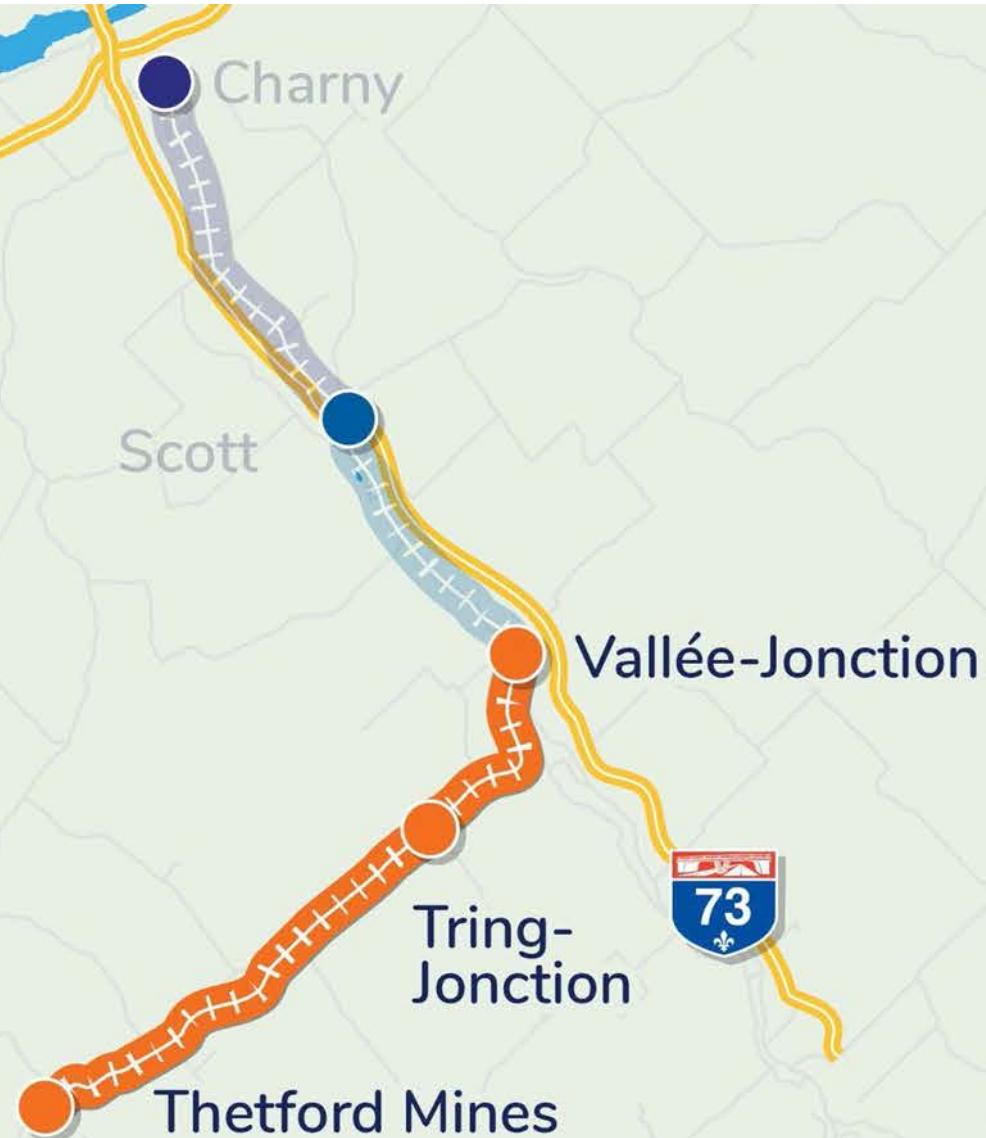 Charny
Scott
Vallée-Jonction
73
Tring-
Jonction
Thetford Mines